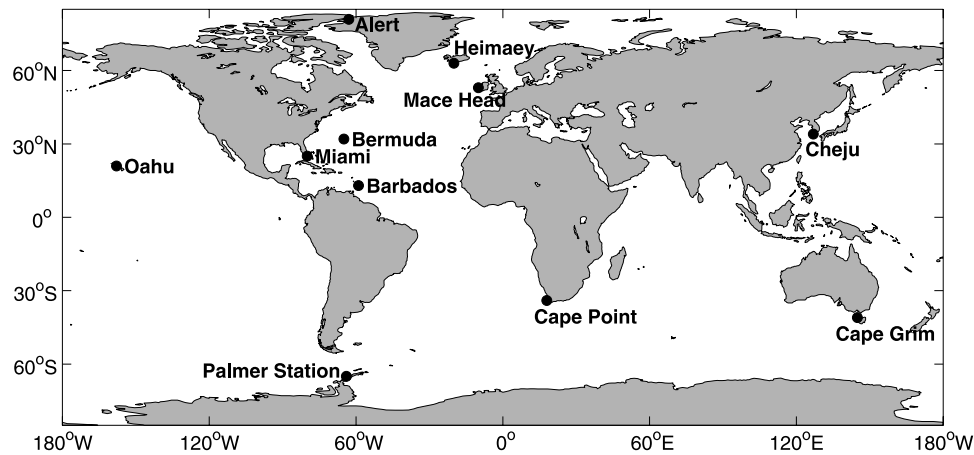 Alert
Heimaey
60°N
Mace Head
Bermuda
Cheju
30°N
Miami
Oahu
Barbados
0°
30°S
Cape Point
Cape Grim
60°S
Palmer Station
180°W 120°W 60°W 0° 60°E 120°E 180°W